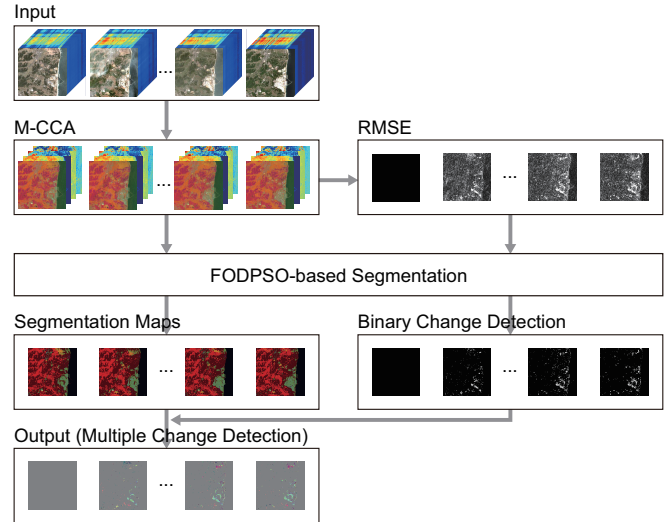 Input
...
M-CCA
...
RMSE
...
FODPSO-based Segmentation
Segmentation Maps
...
Binary Change Detection
...
Output (Multiple Change Detection)
...